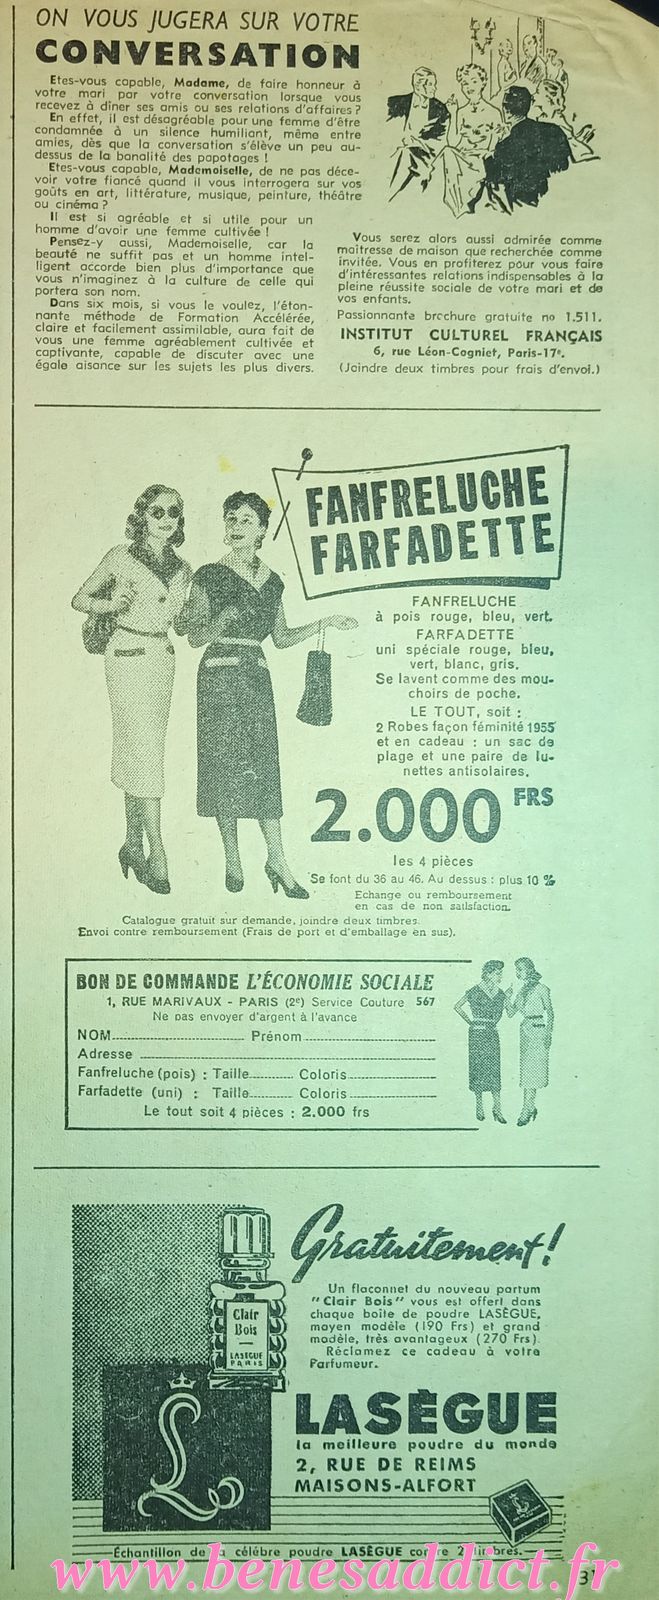 ON VOUS JUGERA SUR VOTRE
CONVERSATION
Etes-vous capable, Madame, de faire honneur à
votre mari par votre conversation lorsque vous
recevez à dîner ses amis ou ses relations d'affaires ?
En effet, il est désagréable pour une femme d'être
condamnée à un silence humiliant, même entre
amies, dès que la conversation s'élève un peu au-
dessus de la banalité des papotages !
Etes-vous capable, Mademoiselle, de ne pas déce-
voir votre fiancé quand il vous interrogera sur vos
goûts en art, littérature, musique, peinture, théâtre
ou cinéma ?
Il est si agréable et si utile pour un
homme d'avoir une femme cultivée !
Pensez-y aussi, Mademoiselle, car la
beauté ne suffit pas et un homme intel-
ligent accorde bien plus d'importance que
vous n'imaginez à la culture de celle qui
portera son nom.
Dans six mois, si vous le voulez, l'éton-
nante méthode de Formation Accélérée,
claire et facilement assimilable, aura fait de
vous une femme agréablement cultivée et
captivante, capable de discuter avec une
égale aisance sur les sujets les plus divers.
Vous serez alors aussi admirée comme
maîtresse de maison que recherchée comme
invitée. Vous en profiterez pour vous faire
d'intéressantes relations indispensables à la
pleine réussite sociale de votre mari et de
vos enfants.
Passionnante brochure gratuite no 1.511.
INSTITUT CULTUREL FRANÇAIS
6, rue Léon-Cogniet, Paris-17e.
(Joindre deux timbres pour frais d'envoi.)
FANFRELUCHE
FARFADETTE
FANFRELUCHE
à pois rouge, bleu, vert.
FARFADETTE
uni spéciale rouge, bleu,
vert, blanc, gris.
Se lavent comme des mou-
choirs de poche.
LE TOUT, soit :
2 Robes façon féminité 1955
et en cadeau : un sac de
plage et une paire de lu-
nettes antisolaires.
2.000 FRS
les 4 pièces
Se font du 36 au 46. Au dessus : plus 10 %
Echange ou remboursement
en cas de non satisfaction.
Catalogue gratuit sur demande, joindre deux timbres.
Envoi contre remboursement (Frais de port et d'emballage en sus).
BON DE COMMANDE L'ÉCONOMIE SOCIALE
1, RUE MARIVAUX - PARIS (2e) Service Couture 567
Ne pas envoyer d'argent à l'avance
NOM Prénom
Adresse
Fanfreluche (pois) : Taille Coloris
Farfadette (uni) : Taille Coloris
Le tout soit 4 pièces : 2.000 frs
Gratuitement !
Un flaconnet du nouveau parfum
"Clair Bois" vous est offert dans
chaque boîte de poudre LASÈGUE,
moyen modèle (190 Frs) et grand
modèle, très avantageux (270 Frs).
Réclamez ce cadeau à votre
Parfumeur.
Clair
Bois
LASEGUE
PARIS
L
LASÈGUE
la meilleure poudre du monde
2, RUE DE REIMS
MAISONS-ALFORT
Échantillon de la célèbre poudre LASÈGUE contre 2 timbres.
www.benesaddict.fr
31